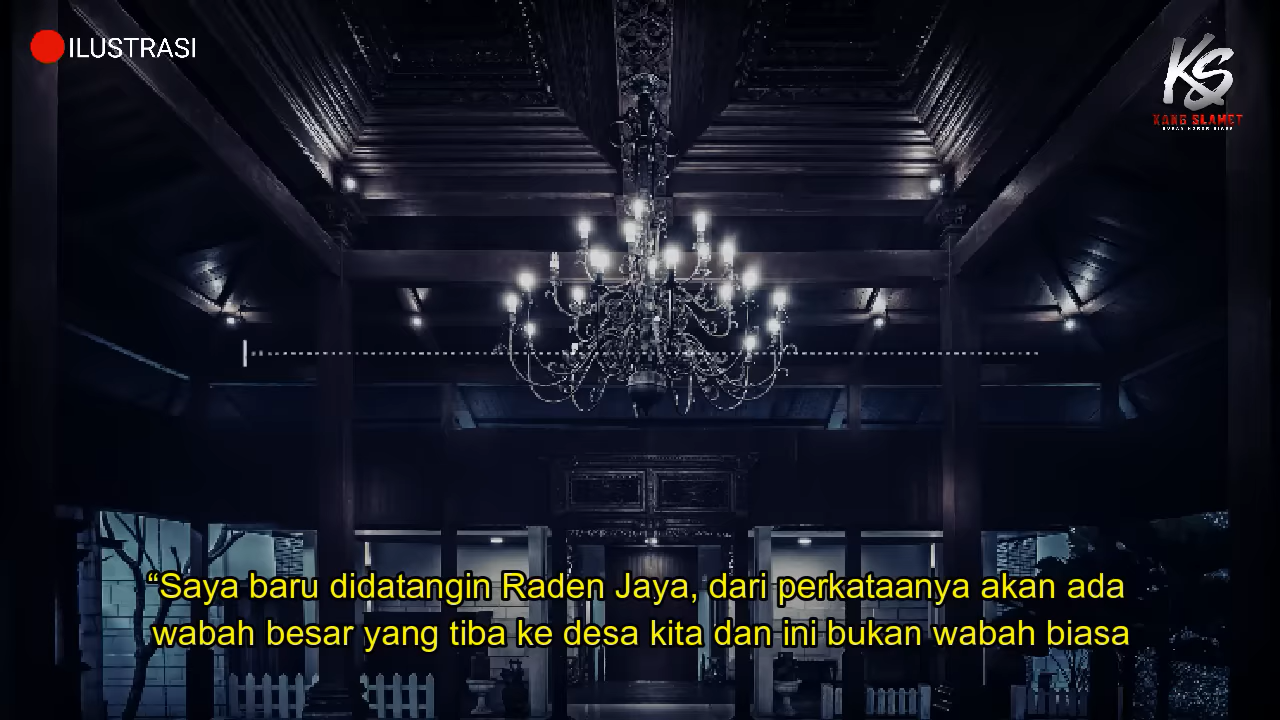 ILUSTRASI
KS
KANG SLAMET
“Saya baru didatangin Raden Jaya, dari perkataanya akan ada
wabah besar yang tiba ke desa kita dan ini bukan wabah biasa